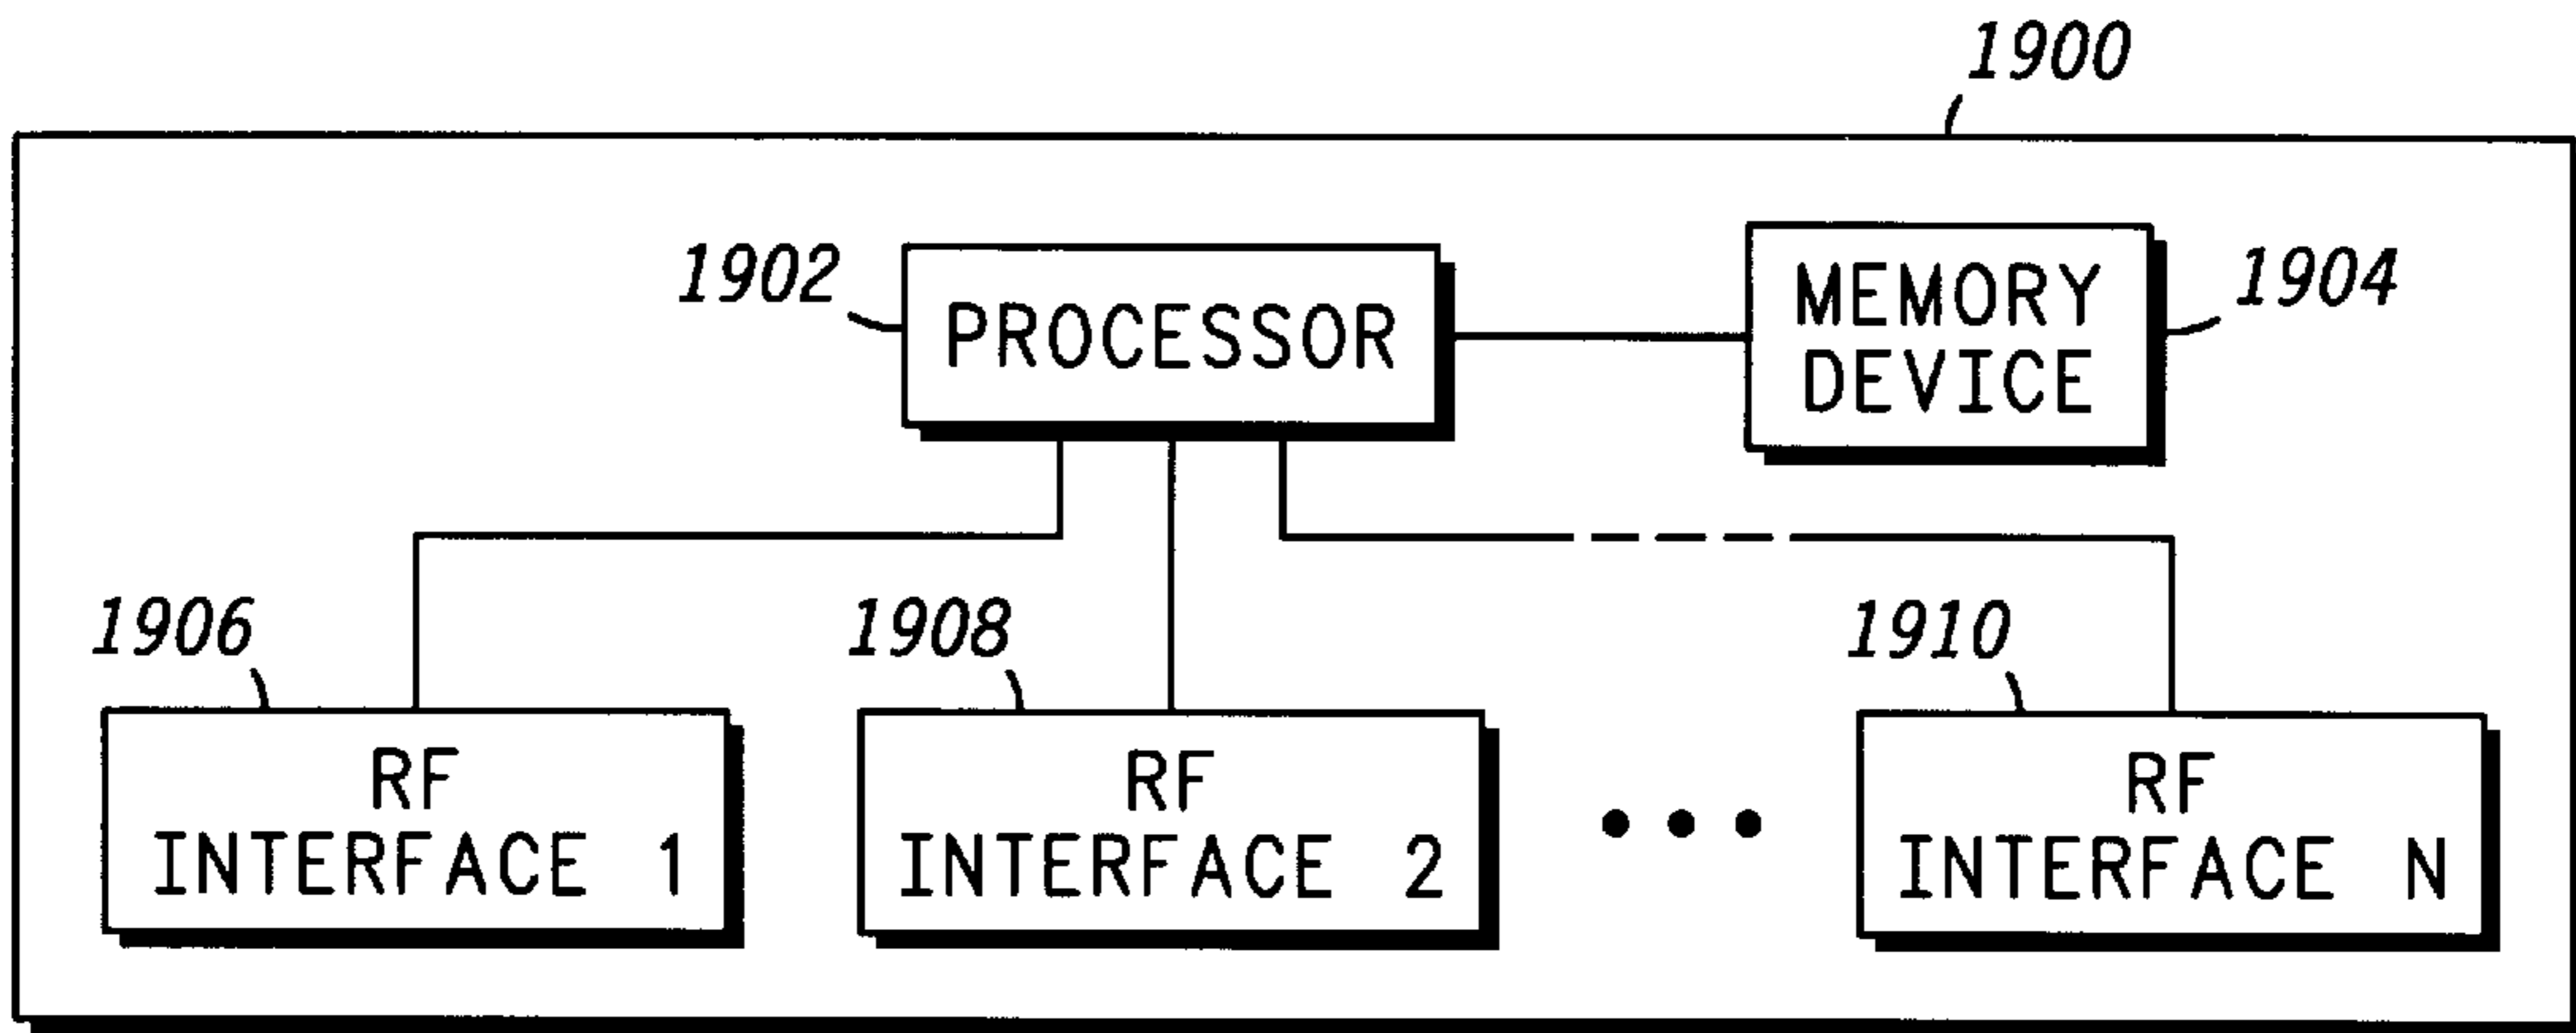 1900
1902
PROCESSOR
MEMORY
DEVICE
1904
1906
RF
INTERFACE 1
1908
RF
INTERFACE 2
1910
RF
INTERFACE N